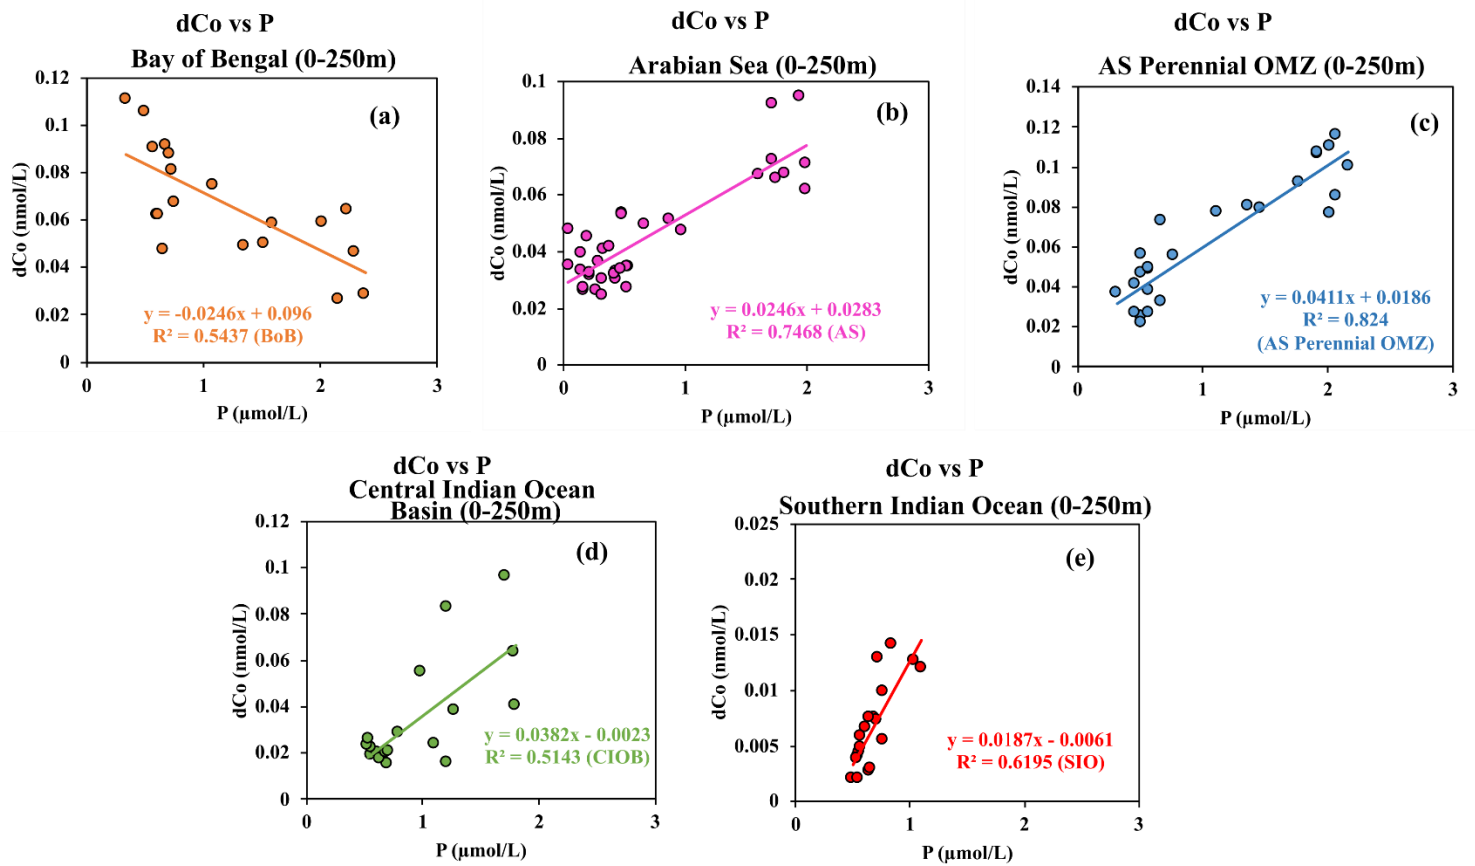 dCo vs P
Bay of Bengal (0-250m)
(a)
0.12
0.1
0.08
0.06
0.04
0.02
0
dCo (nmol/L)
y = -0.0246x + 0.096
R² = 0.5437 (BoB)
0
1
2
3
P (µmol/L)
dCo vs P
Arabian Sea (0-250m)
(b)
0.1
0.08
0.06
0.04
0.02
0
dCo (nmol/L)
y = 0.0246x + 0.0283
R² = 0.7468 (AS)
0
1
2
3
P (µmol/L)
dCo vs P
AS Perennial OMZ (0-250m)
(c)
0.14
0.12
0.1
0.08
0.06
0.04
0.02
0
dCo (nmol/L)
y = 0.0411x + 0.0186
R² = 0.824
(AS Perennial OMZ)
0
1
2
3
P (µmol/L)
dCo vs P
Central Indian Ocean
Basin (0-250m)
(d)
0.12
0.1
0.08
0.06
0.04
0.02
0
dCo (nmol/L)
y = 0.0382x - 0.0023
R² = 0.5143 (CIOB)
0
1
2
3
P (µmol/L)
dCo vs P
Southern Indian Ocean (0-250m)
(e)
0.025
0.02
0.015
0.01
0.005
0
dCo (nmol/L)
y = 0.0187x - 0.0061
R² = 0.6195 (SIO)
0
1
2
3
P (µmol/L)